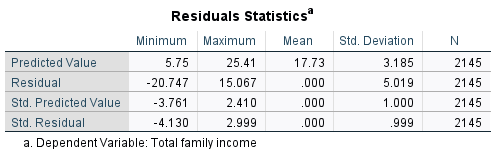 Residuals Statisticsa
Minimum Maximum Mean Std. Deviation N
Predicted Value 5.75 25.41 17.73 3.185 2145
Residual -20.747 15.067 .000 5.019 2145
Std. Predicted Value -3.761 2.410 .000 1.000 2145
Std. Residual -4.130 2.999 .000 .999 2145
a. Dependent Variable: Total family income